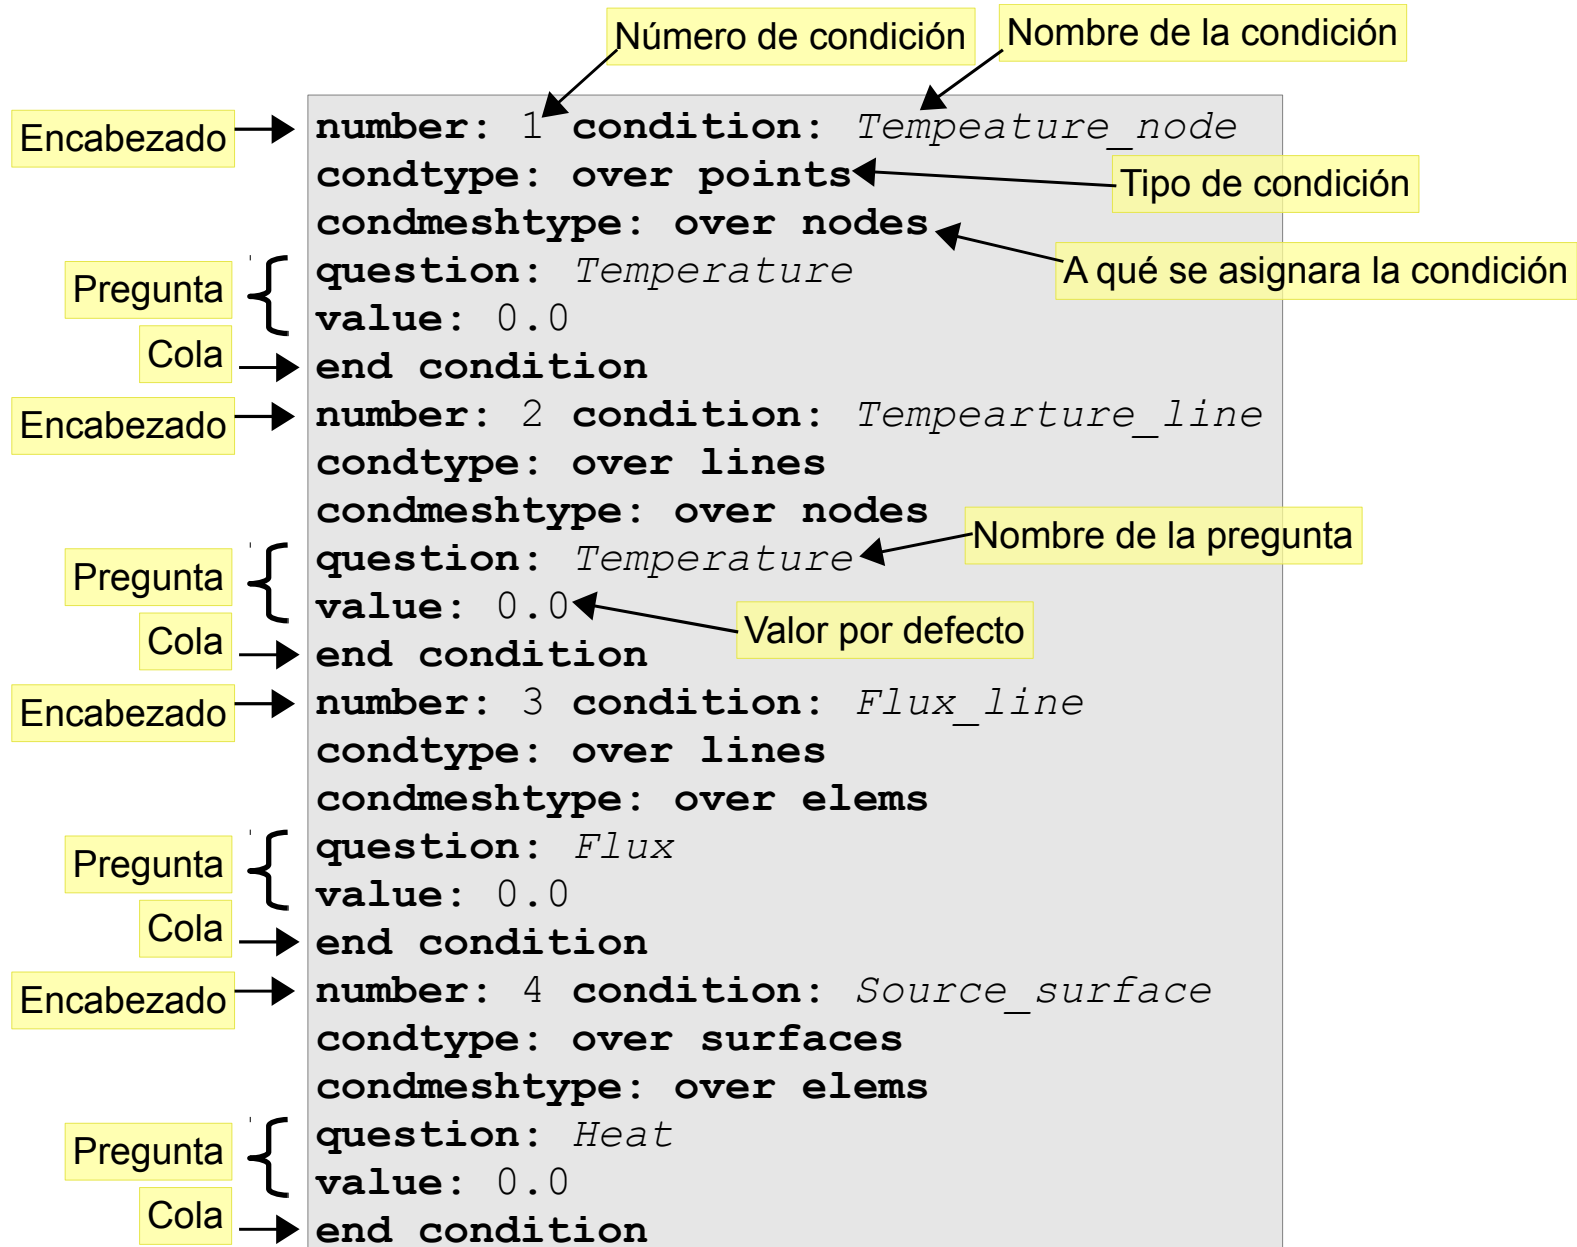 Número de condición
Nombre de la condición
Encabezado
number: 1 condition: Tempeature_node
condtype: over points
Tipo de condición
condmeshtype: over nodes
A qué se asignara la condición
Pregunta
question: Temperature
value: 0.0
Cola
end condition
Encabezado
number: 2 condition: Tempearture_line
condtype: over lines
condmeshtype: over nodes
Nombre de la pregunta
Pregunta
question: Temperature
value: 0.0
Valor por defecto
Cola
end condition
Encabezado
number: 3 condition: Flux_line
condtype: over lines
condmeshtype: over elems
Pregunta
question: Flux
value: 0.0
Cola
end condition
Encabezado
number: 4 condition: Source_surface
condtype: over surfaces
condmeshtype: over elems
Pregunta
question: Heat
value: 0.0
Cola
end condition